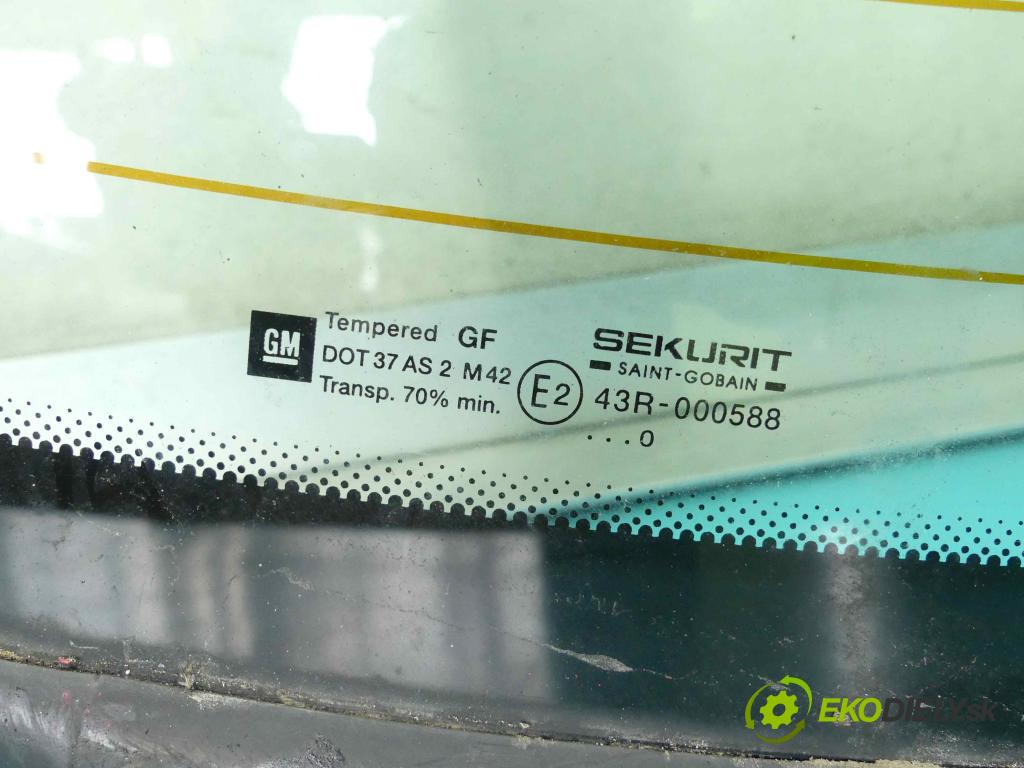 GM
Tempered GF
DOT 37 AS 2 M 42
Transp. 70% min.
E2
SEKURIT
SAINT-GOBAIN
43R-000588
...0
EKODIELY.sk